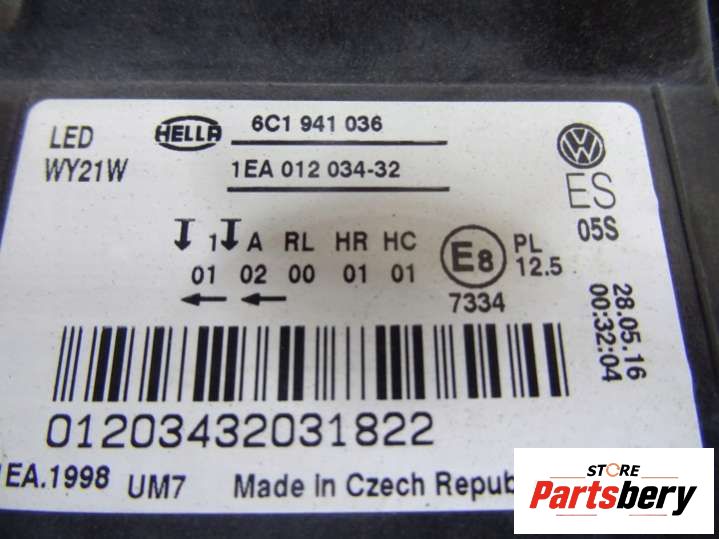 LED HELLA 6C1 941 036
WY21W 1EA 012 034-32
ES
05S
1 A RL HR HC E8 PL
01 02 00 01 01 12.5
7334
28.05.16
00:32:04
01203432031822
EA.1998 UM7 Made In Czech
STORE
Partsbery